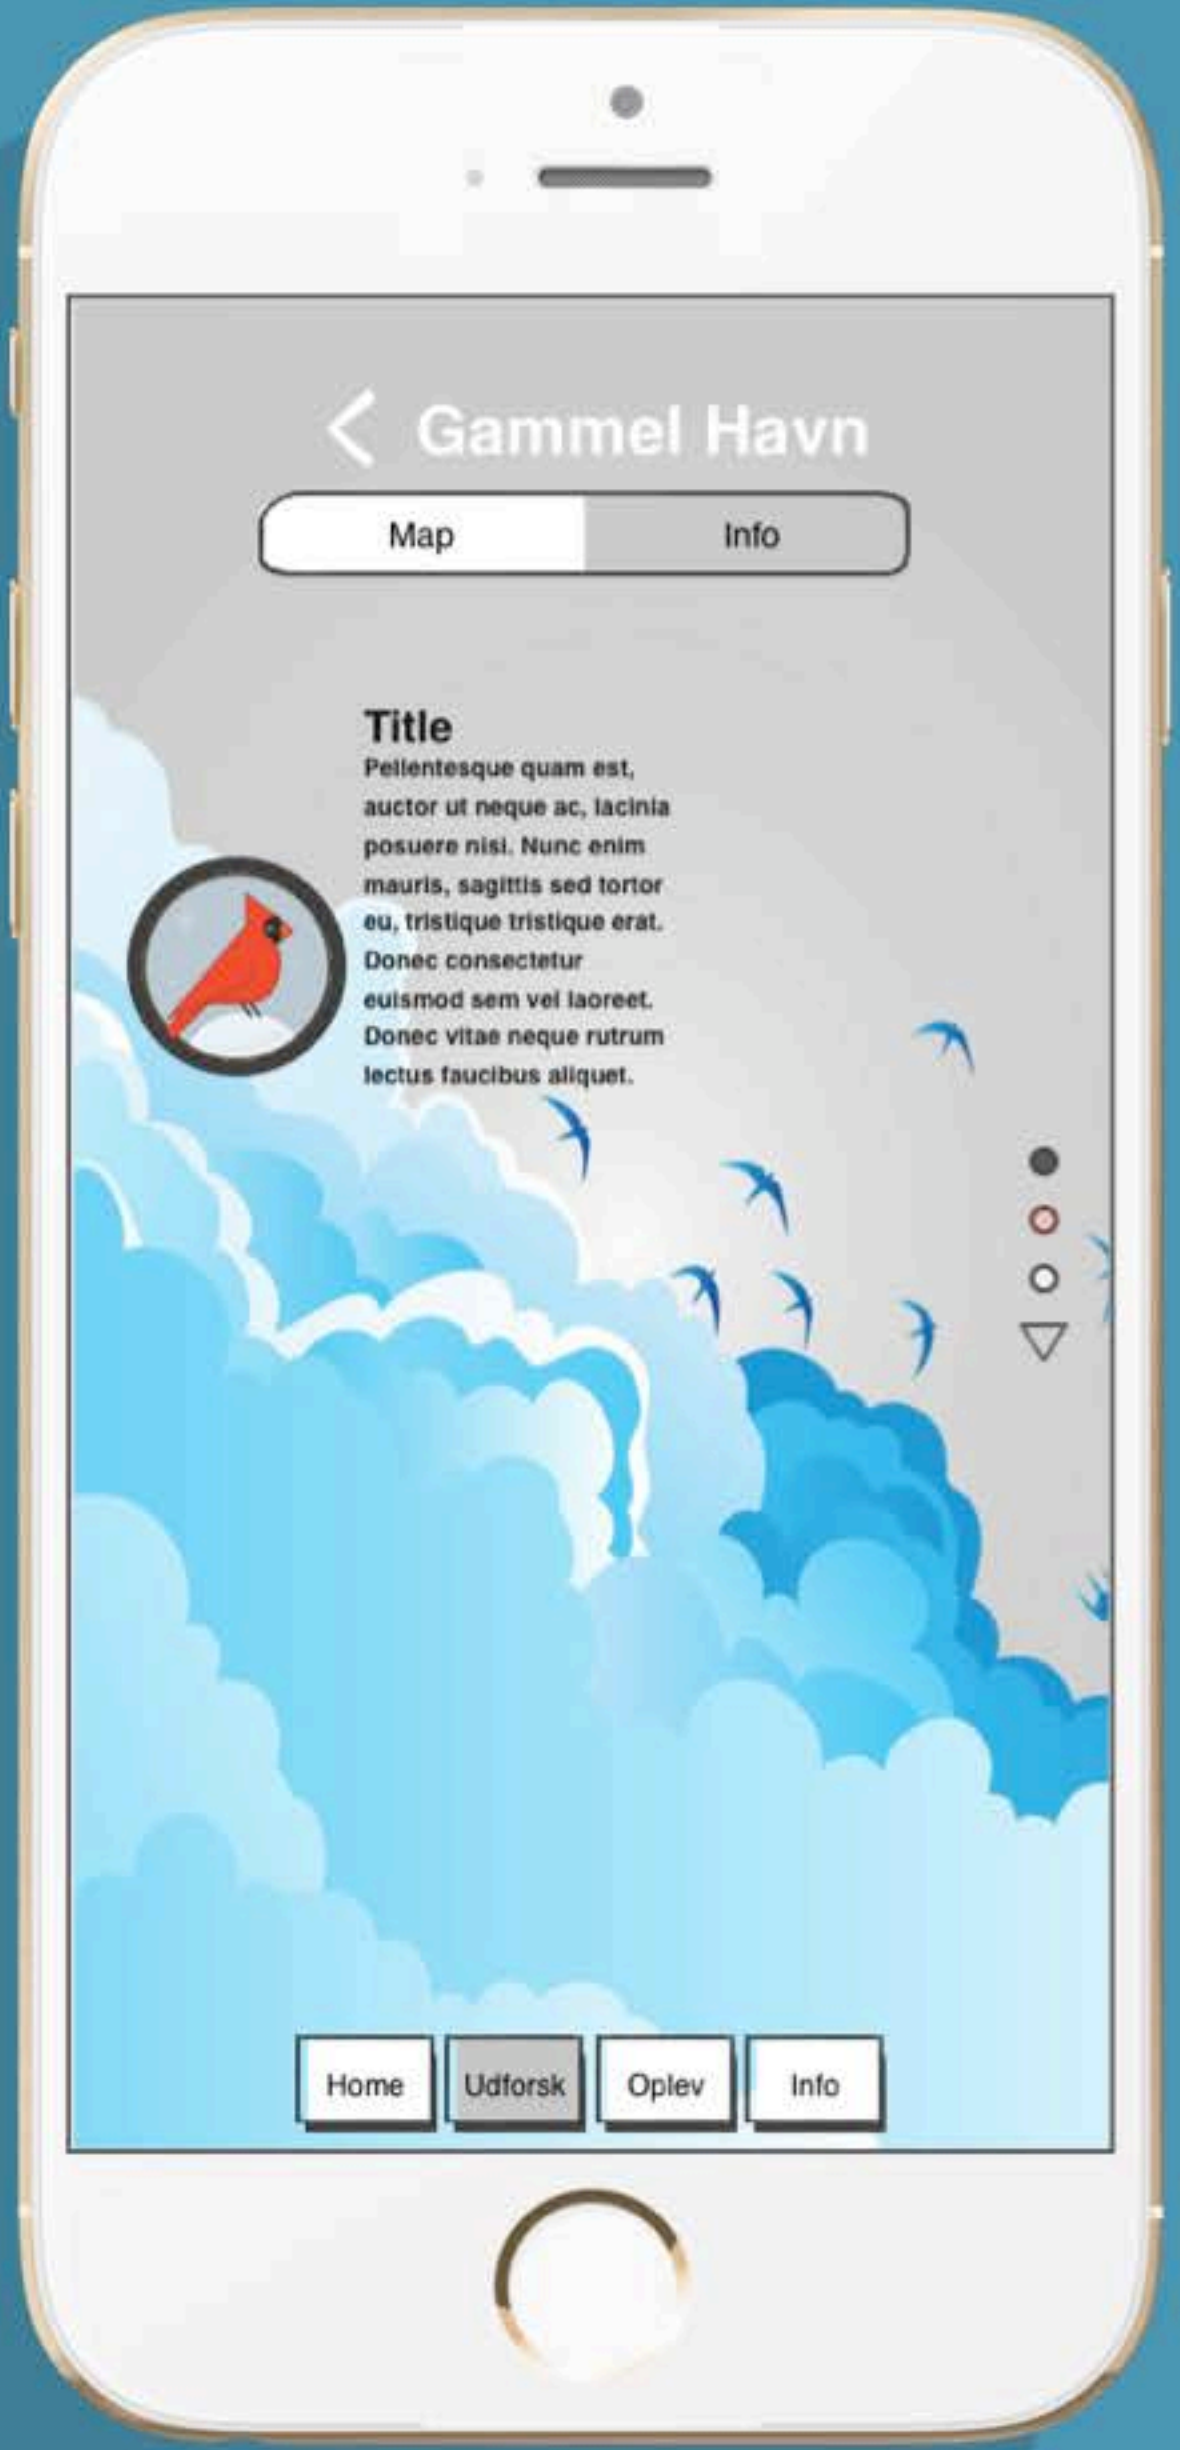 Gammel Havn
Map
Info
Title
Pellentesque quam est,
auctor ut neque ac, lacinia
posuere nisi. Nunc enim
mauris, sagittis sed tortor
eu, tristique tristique erat.
Donec consectetur
euismod sem vel laoreet.
Donec vitae neque rutrum
lectus faucibus aliquet.
Home
Udforsk
Oplev
Info